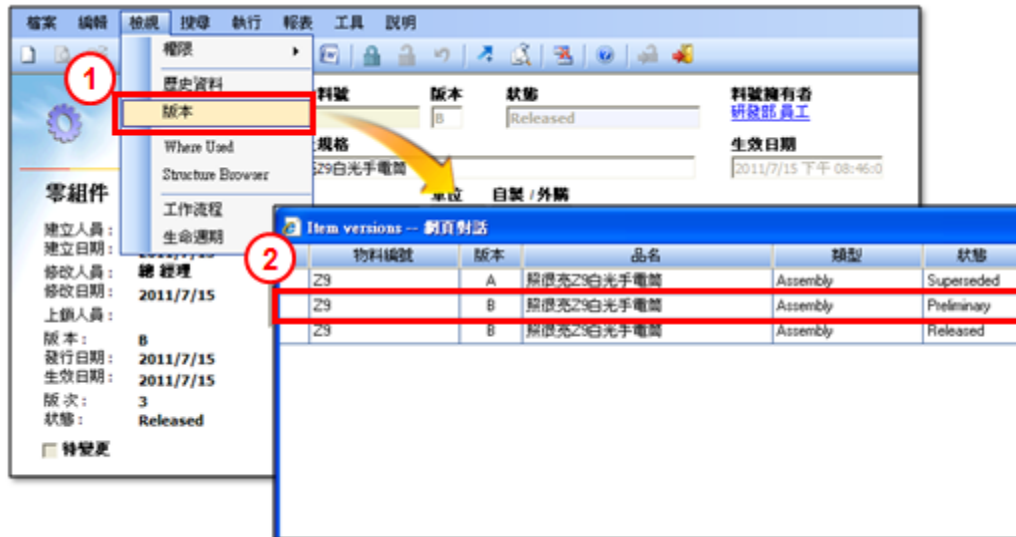 檔案 編輯 檢視 搜尋 執行 報表 工具 說明
1
權限
歷史資料
版本
Where Used
Structure Browser
工作流程
生命週期
料號 版本 狀態 料號擁有者
B Released 研發部 員工
規格 生效日期
Z9白光手電筒 2011/7/15 下午 08:46:0
單位 自製 / 外購
零組件
建立人員：
建立日期：
修改人員： 總 經理
修改日期： 2011/7/15
上鎖人員：
版本： B
發行日期： 2011/7/15
生效日期： 2011/7/15
版次： 3
狀態： Released
待變更
2
Item versions -- 網頁對話
物料編號 版本 品名 類型 狀態
Z9 A 照很亮Z9白光手電筒 Assembly Superseded
Z9 B 照很亮Z9白光手電筒 Assembly Preliminary
Z9 B 照很亮Z9白光手電筒 Assembly Released